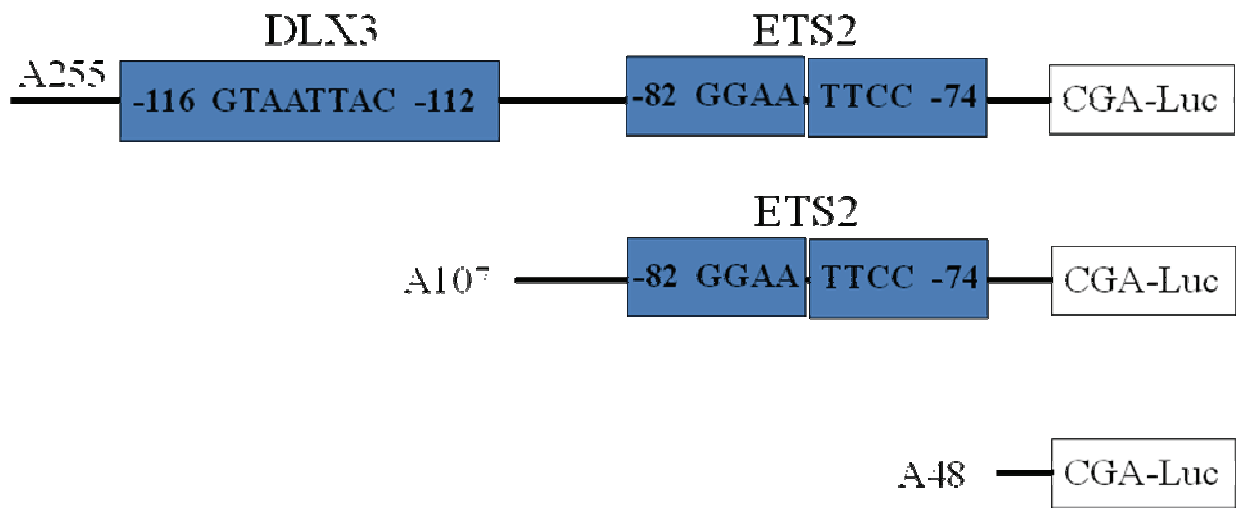 DLX3 ETS2
A255 -116 GTAATTAC -112 -82 GGAA TTCC -74 CGA-Luc
ETS2
A107 -82 GGAA TTCC -74 CGA-Luc
A48 CGA-Luc